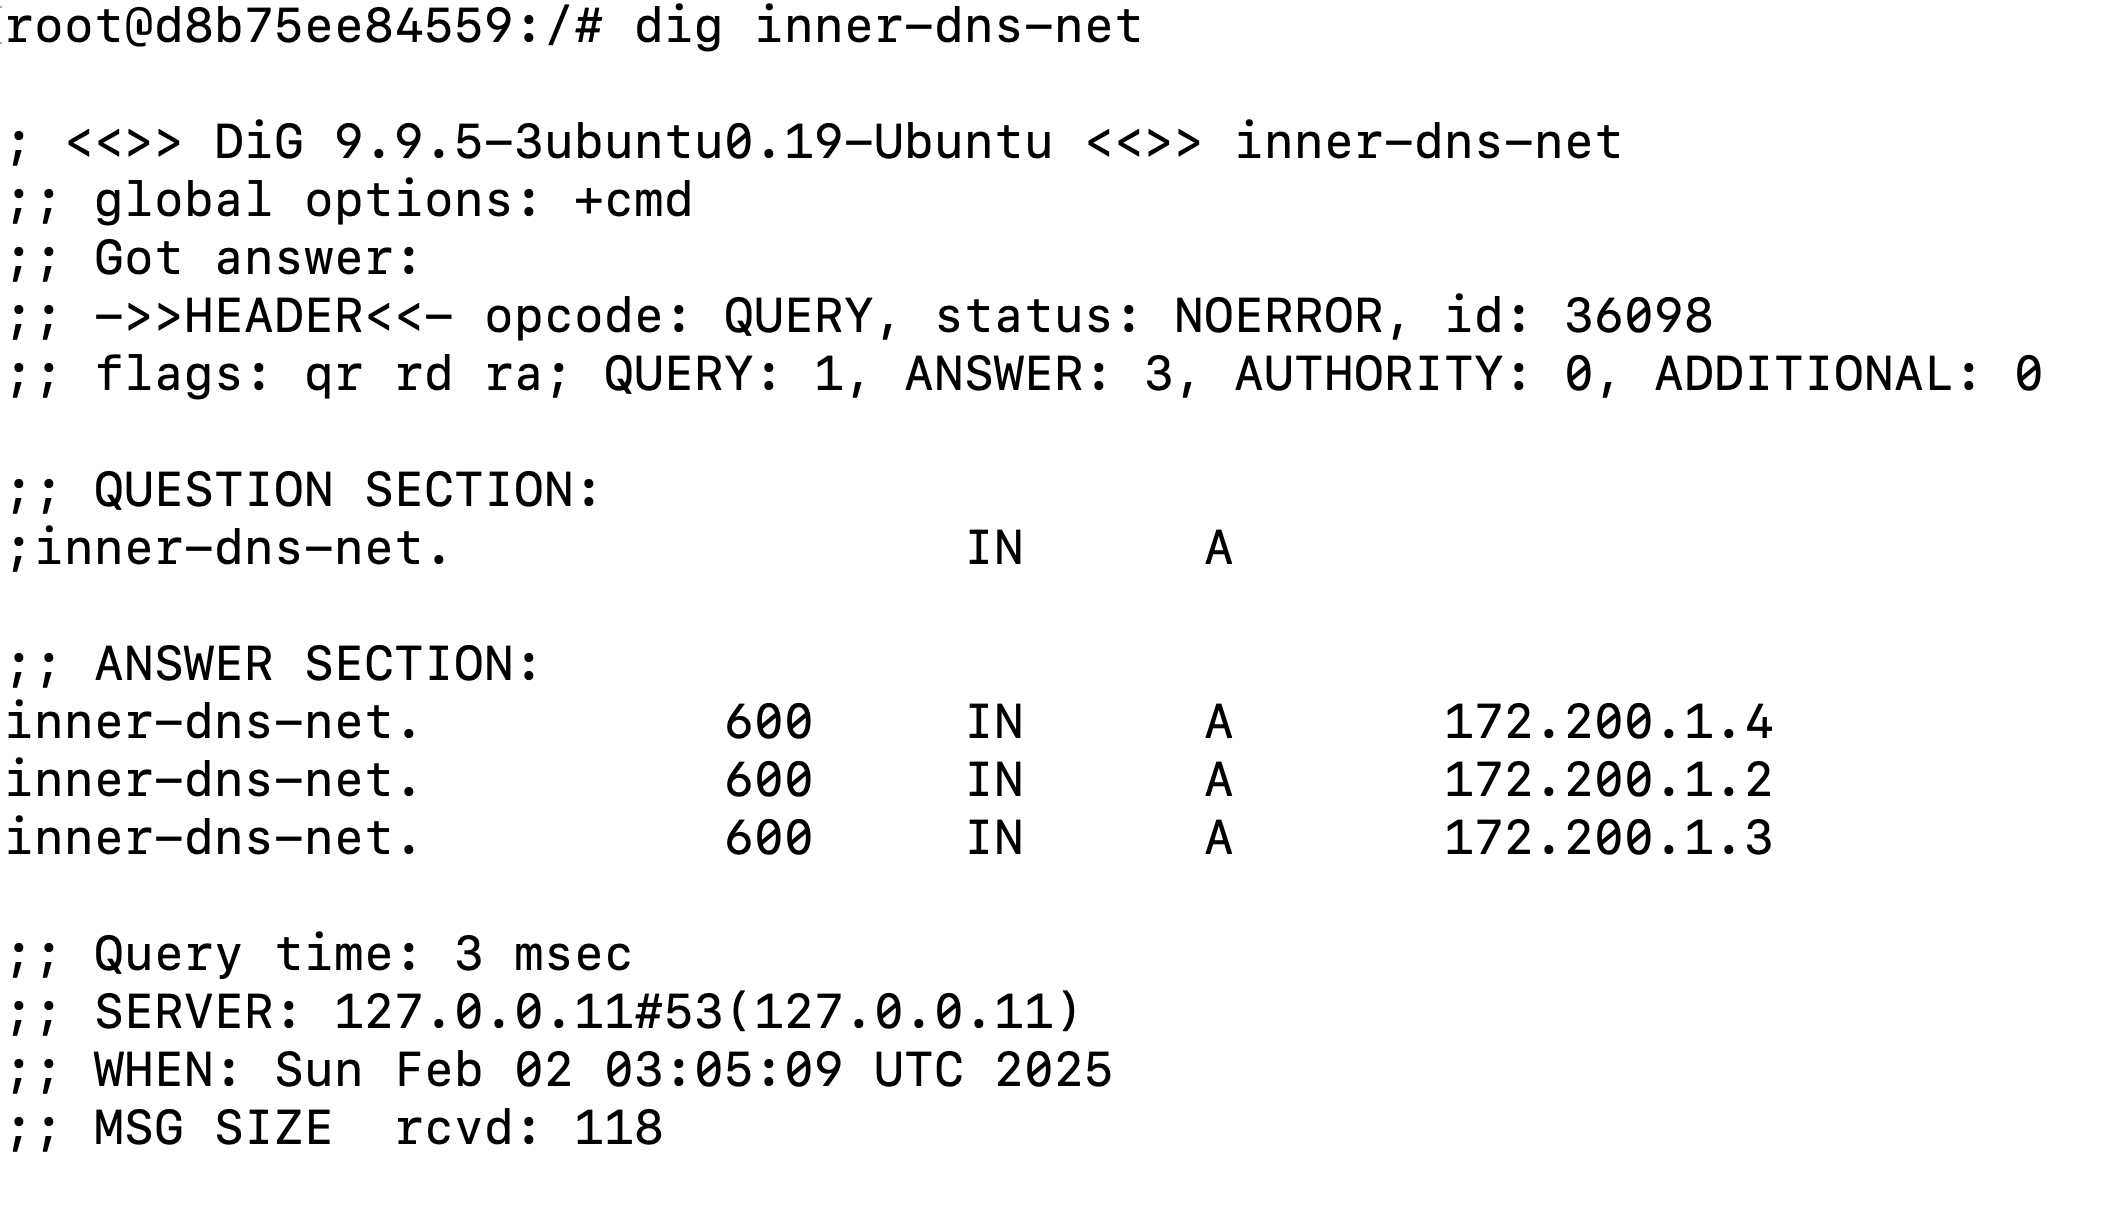 root@d8b75ee84559:/# dig inner-dns-net

; <<>> DiG 9.9.5-3ubuntu0.19-Ubuntu <<>> inner-dns-net
;; global options: +cmd
;; Got answer:
;; ->>HEADER<<- opcode: QUERY, status: NOERROR, id: 36098
;; flags: qr rd ra; QUERY: 1, ANSWER: 3, AUTHORITY: 0, ADDITIONAL: 0

;; QUESTION SECTION:
;inner-dns-net.			IN	A

;; ANSWER SECTION:
inner-dns-net.		600	IN	A	172.200.1.4
inner-dns-net.		600	IN	A	172.200.1.2
inner-dns-net.		600	IN	A	172.200.1.3

;; Query time: 3 msec
;; SERVER: 127.0.0.11#53(127.0.0.11)
;; WHEN: Sun Feb 02 03:05:09 UTC 2025
;; MSG SIZE  rcvd: 118